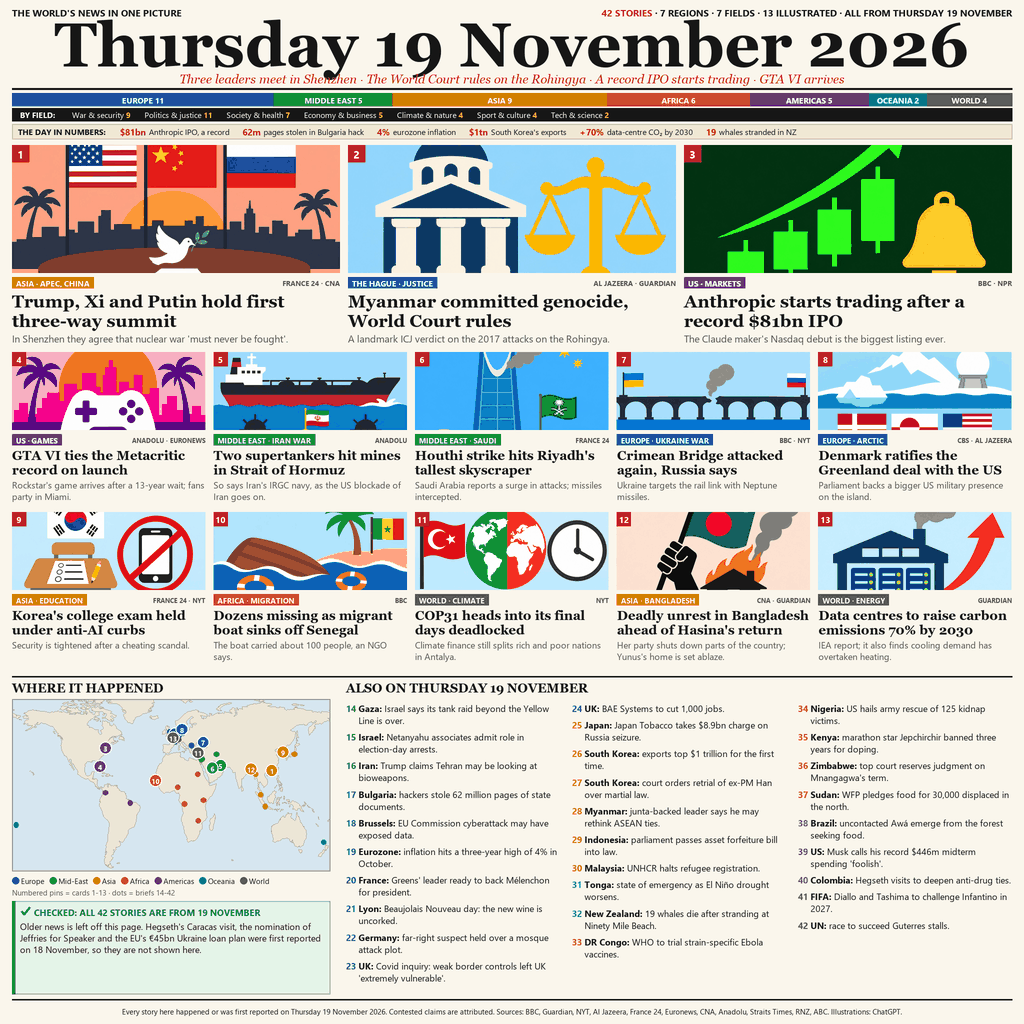 THE WORLD'S NEWS IN ONE PICTURE
42 STORIES · 7 REGIONS · 7 FIELDS · 13 ILLUSTRATED · ALL FROM THURSDAY 19 NOVEMBER
Thursday 19 November 2026
Three leaders meet in Shenzhen · The World Court rules on the Rohingya · A record IPO starts trading · GTA VI arrives
EUROPE 11 MIDDLE EAST 5 ASIA 9 AFRICA 6 AMERICAS 5 OCEANIA 2 WORLD 4
BY FIELD: War & security 9 Politics & justice 11 Society & health 7 Economy & business 5 Climate & nature 4 Sport & culture 4 Tech & science 2
THE DAY IN NUMBERS: $81bn Anthropic IPO, a record 62m pages stolen in Bulgaria hack 4% eurozone inflation $1tn South Korea's exports +70% data-centre CO₂ by 2030 19 whales stranded in NZ
1
ASIA · APEC, CHINA
FRANCE 24 · CNA
Trump, Xi and Putin hold first
three-way summit
In Shenzhen they agree that nuclear war 'must never be fought'.
2
THE HAGUE · JUSTICE
AL JAZEERA · GUARDIAN
Myanmar committed genocide,
World Court rules
A landmark ICJ verdict on the 2017 attacks on the Rohingya.
3
US · MARKETS
BBC · NPR
Anthropic starts trading after a
record $81bn IPO
The Claude maker's Nasdaq debut is the biggest listing ever.
4
US · GAMES
ANADOLU · EURONEWS
GTA VI ties the Metacritic
record on launch
Rockstar's game arrives after a 13-year wait; fans
party in Miami.
5
MIDDLE EAST · IRAN WAR
ANADOLU
Two supertankers hit mines
in Strait of Hormuz
So says Iran's IRGC navy, as the US blockade of
Iran goes on.
6
MIDDLE EAST · SAUDI
FRANCE 24
Houthi strike hits Riyadh's
tallest skyscraper
Saudi Arabia reports a surge in attacks; missiles
intercepted.
7
EUROPE · UKRAINE WAR
BBC · NYT
Crimean Bridge attacked
again, Russia says
Ukraine targets the rail link with Neptune
missiles.
8
EUROPE · ARCTIC
CBS · AL JAZEERA
Denmark ratifies the
Greenland deal with the US
Parliament backs a bigger US military presence
on the island.
9
ASIA · EDUCATION
FRANCE 24 · NYT
Korea's college exam held
under anti-AI curbs
Security is tightened after a cheating scandal.
10
AFRICA · MIGRATION
BBC
Dozens missing as migrant
boat sinks off Senegal
The boat carried about 100 people, an NGO
says.
11
WORLD · CLIMATE
NYT
COP31 heads into its final
days deadlocked
Climate finance still splits rich and poor nations
in Antalya.
12
ASIA · BANGLADESH
CNA · GUARDIAN
Deadly unrest in Bangladesh
ahead of Hasina's return
Her party shuts down parts of the country;
Yunus's home is set ablaze.
13
WORLD · ENERGY
GUARDIAN
Data centres to raise carbon
emissions 70% by 2030
IEA report; it also finds cooling demand has
overtaken heating.
WHERE IT HAPPENED
3
4
10
8
13
7
11
6
5
9
12
1
Europe Mid-East Asia Africa Americas Oceania World
Numbered pins = cards 1-13 · dots = briefs 14-42
✔ CHECKED: ALL 42 STORIES ARE FROM 19 NOVEMBER
Older news is left off this page. Hegseth's Caracas visit, the nomination of
Jeffries for Speaker and the EU's €45bn Ukraine loan plan were first reported
on 18 November, so they are not shown here.
ALSO ON THURSDAY 19 NOVEMBER
14 Gaza: Israel says its tank raid beyond the Yellow
Line is over.
15 Israel: Netanyahu associates admit role in
election-day arrests.
16 Iran: Trump claims Tehran may be looking at
bioweapons.
17 Bulgaria: hackers stole 62 million pages of state
documents.
18 Brussels: EU Commission cyberattack may have
exposed data.
19 Eurozone: inflation hits a three-year high of 4% in
October.
20 France: Greens' leader ready to back Mélenchon
for president.
21 Lyon: Beaujolais Nouveau day: the new wine is
uncorked.
22 Germany: far-right suspect held over a mosque
attack plot.
23 UK: Covid inquiry: weak border controls left UK
'extremely vulnerable'.
24 UK: BAE Systems to cut 1,000 jobs.
25 Japan: Japan Tobacco takes $8.9bn charge on
Russia seizure.
26 South Korea: exports top $1 trillion for the first
time.
27 South Korea: court orders retrial of ex-PM Han
over martial law.
28 Myanmar: junta-backed leader says he may
rethink ASEAN ties.
29 Indonesia: parliament passes asset forfeiture bill
into law.
30 Malaysia: UNHCR halts refugee registration.
31 Tonga: state of emergency as El Niño drought
worsens.
32 New Zealand: 19 whales die after stranding at
Ninety Mile Beach.
33 DR Congo: WHO to trial strain-specific Ebola
vaccines.
34 Nigeria: US hails army rescue of 125 kidnap
victims.
35 Kenya: marathon star Jepchirchir banned three
years for doping.
36 Zimbabwe: top court reserves judgment on
Mnangagwa's term.
37 Sudan: WFP pledges food for 30,000 displaced in
the north.
38 Brazil: uncontacted Awá emerge from the forest
seeking food.
39 US: Musk calls his record $446m midterm
spending 'foolish'.
40 Colombia: Hegseth visits to deepen anti-drug ties.
41 FIFA: Diallo and Tashima to challenge Infantino in
2027.
42 UN: race to succeed Guterres stalls.
Every story here happened or was first reported on Thursday 19 November 2026. Contested claims are attributed. Sources: BBC, Guardian, NYT, Al Jazeera, France 24, Euronews, CNA, Anadolu, Straits Times, RNZ, ABC. Illustrations: ChatGPT.